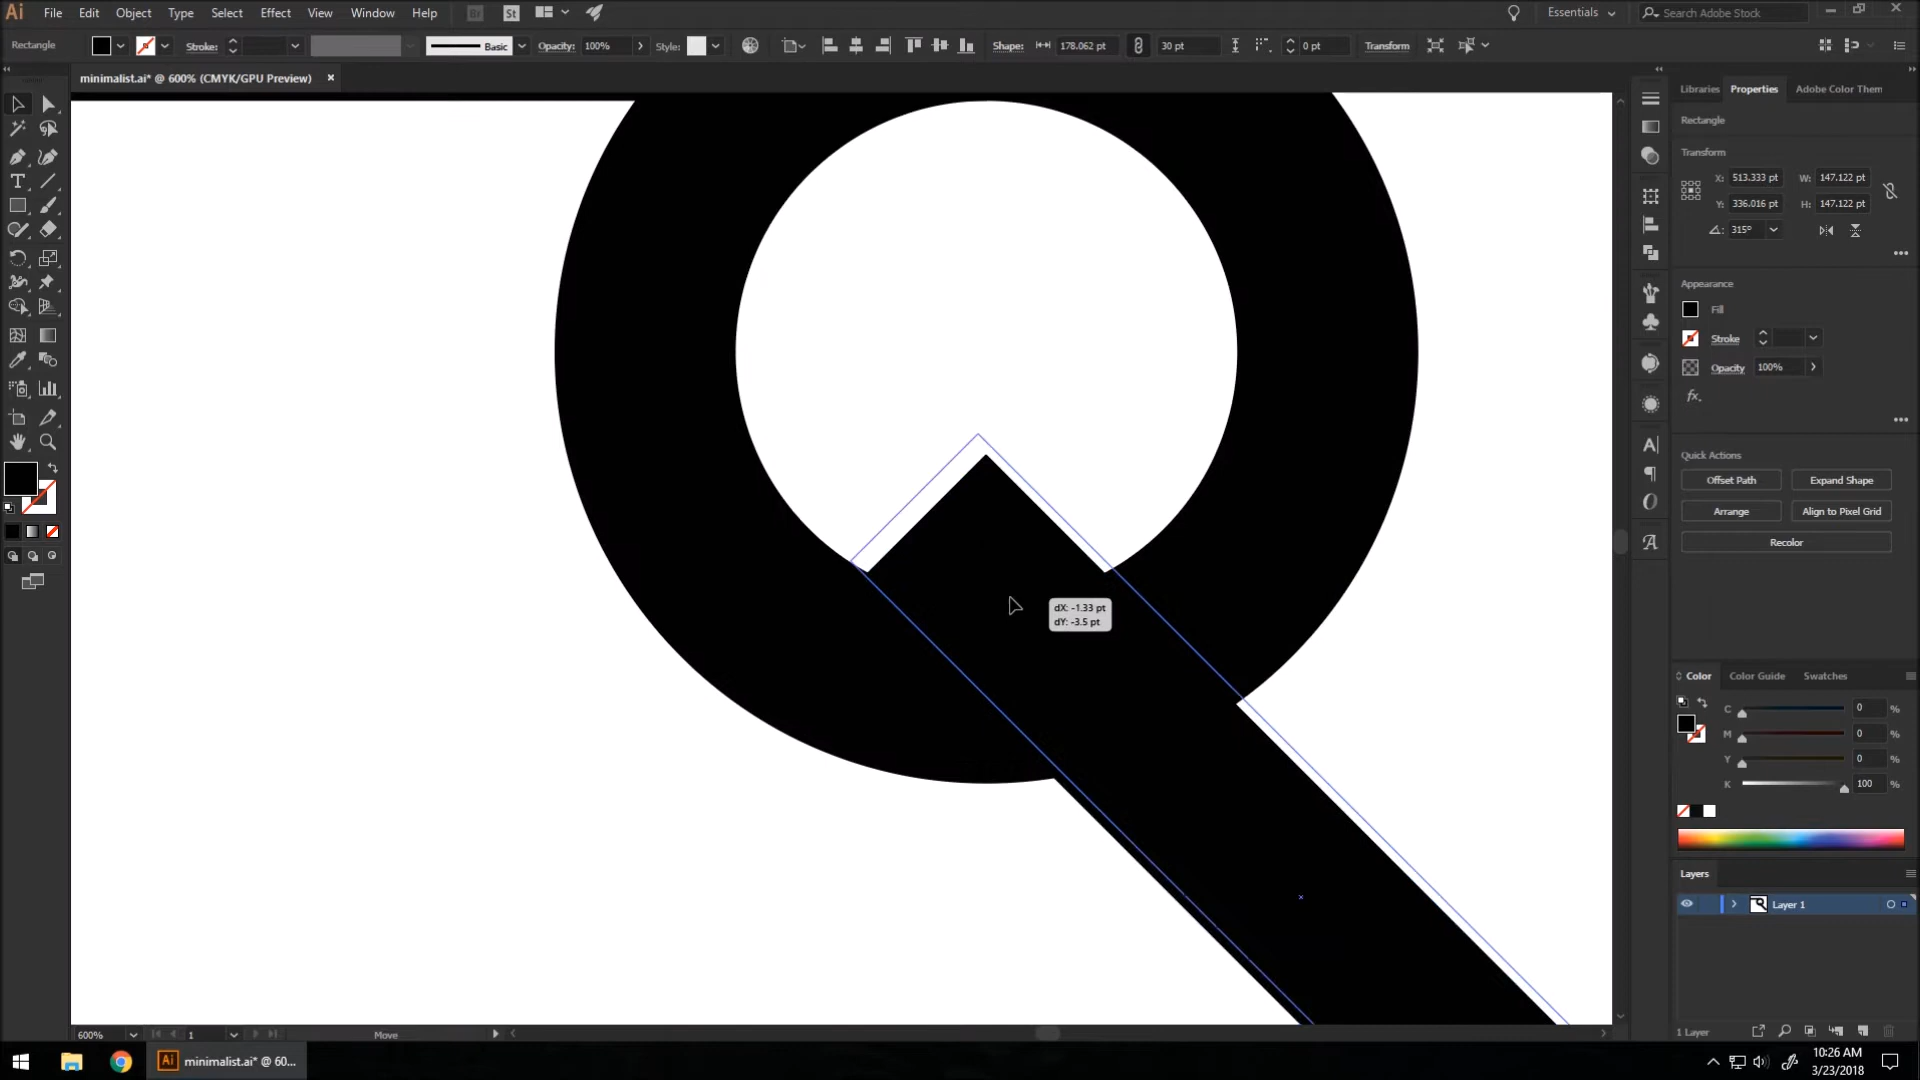 Ai File Edit Object Type Select Effect View Window Help Br St Essentials Search Adobe Stock
Rectangle Stroke: Basic Opacity: 100% Style: Shape: 178.062 pt 30 pt 0 pt Transform
minimalist.ai* @ 600% (CMYK/GPU Preview) ×
Libraries Properties Adobe Color Them
Rectangle
Transform
X: 513.333 pt W: 147.122 pt
Y: 336.016 pt H: 147.122 pt
315°
Appearance
Fill
Stroke
Opacity 100%
fx.
Quick Actions
Offset Path Expand Shape
Arrange Align to Pixel Grid
Recolor
dX: -1.33 pt
dY: -3.5 pt
Color Color Guide Swatches
C 0 %
M 0 %
Y 0 %
K 100 %
Layers
Layer 1
1 Layer
600% 1 Move
Ai minimalist.ai* @ 60...
10:26 AM
3/23/2018